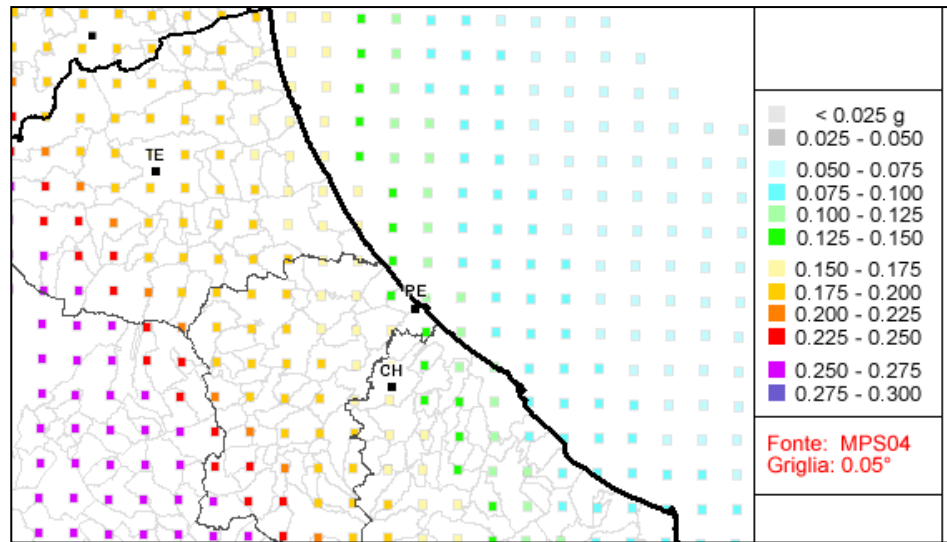 TE
PE
CH
< 0.025 g
0.025 - 0.050
0.050 - 0.075
0.075 - 0.100
0.100 - 0.125
0.125 - 0.150
0.150 - 0.175
0.175 - 0.200
0.200 - 0.225
0.225 - 0.250
0.250 - 0.275
0.275 - 0.300
Fonte: MPS04
Griglia: 0.05°